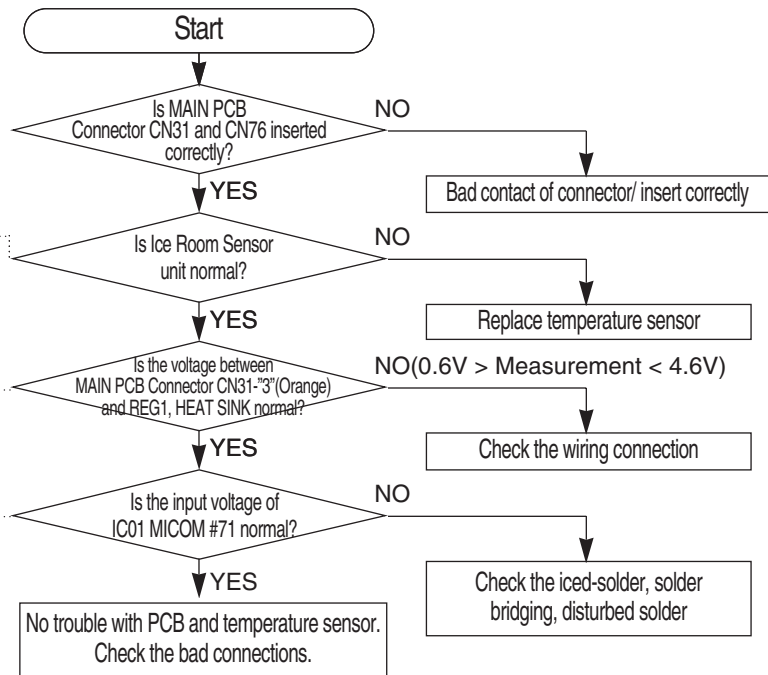 Start
Is MAIN PCB
Connector CN31 and CN76 inserted
correctly?
NO
Bad contact of connector/ insert correctly
YES
Is Ice Room Sensor
unit normal?
NO
Replace temperature sensor
YES
Is the voltage between
MAIN PCB Connector CN31-"3"(Orange)
and REG1, HEAT SINK normal?
NO(0.6V > Measurement < 4.6V)
Check the wiring connection
YES
Is the input voltage of
IC01 MICOM #71 normal?
NO
Check the iced-solder, solder
bridging, disturbed solder
YES
No trouble with PCB and temperature sensor.
Check the bad connections.